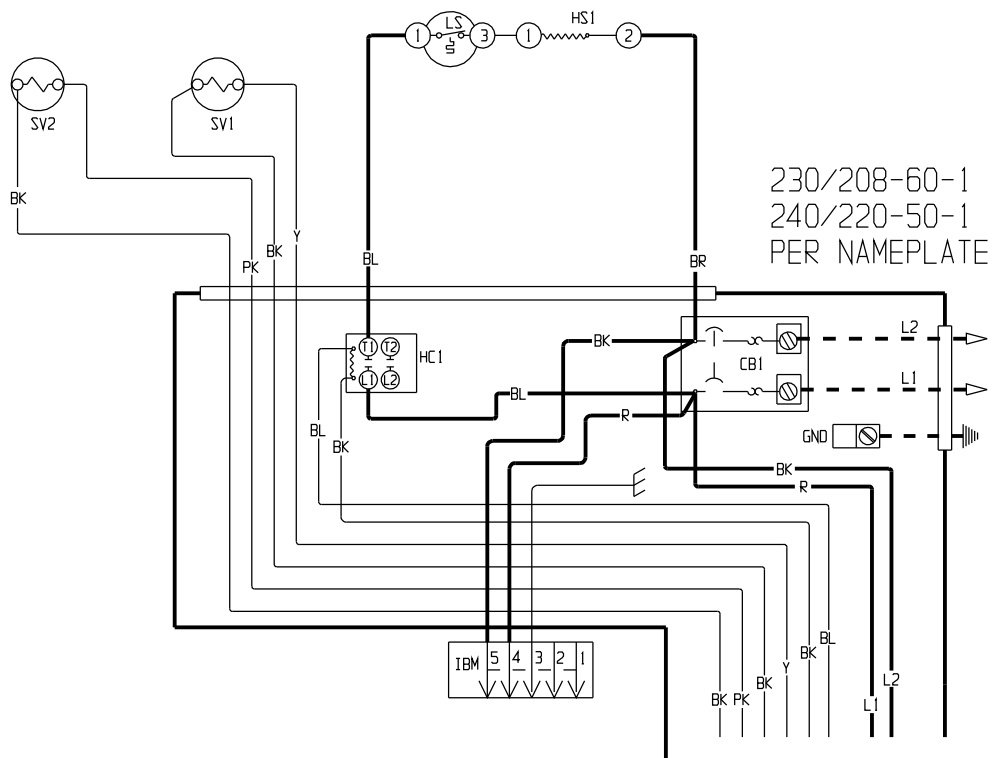 LS
HS1
1
3
1
2
SV2
SV1
230/208-60-1
240/220-50-1
PER NAMEPLATE
BK
Y
BK
PK
BL
BR
L2
BK
T1 T2
HC1
CB1
L1 L2
L1
BL
R
BL
BK
GND
BK
R
BL
BK
Y
IBM 5 4 3 2 1
BK
L2
BK PK
L1